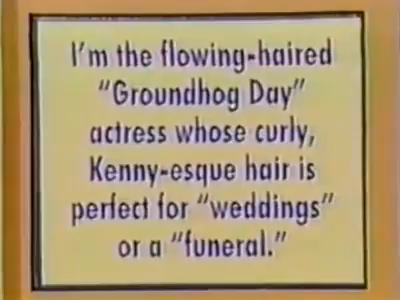 I'm the flowing-haired
"Groundhog Day"
actress whose curly,
Kenny-esque hair is
perfect for "weddings"
or a "funeral."